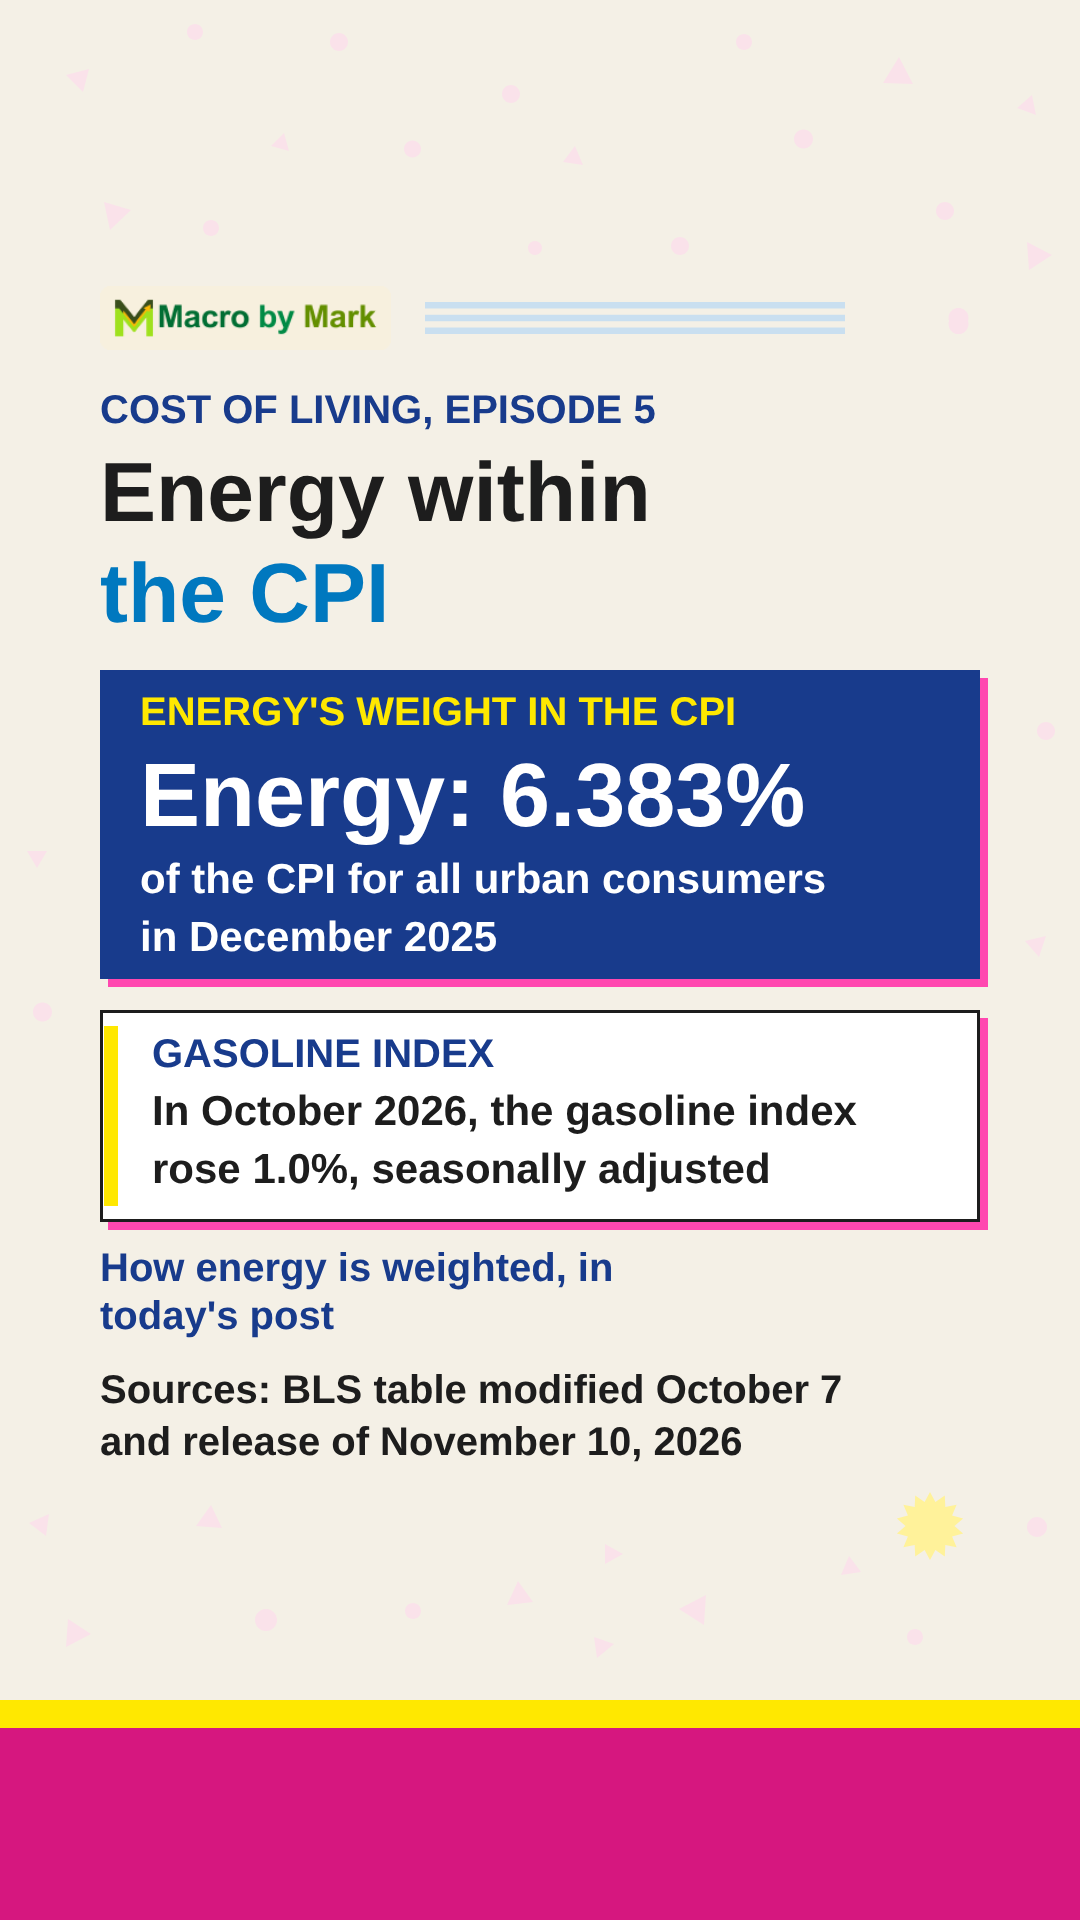 Macro by Mark
COST OF LIVING, EPISODE 5
Energy within
the CPI
ENERGY'S WEIGHT IN THE CPI
Energy: 6.383%
of the CPI for all urban consumers
in December 2025
GASOLINE INDEX
In October 2026, the gasoline index
rose 1.0%, seasonally adjusted
How energy is weighted, in
today's post
Sources: BLS table modified October 7
and release of November 10, 2026